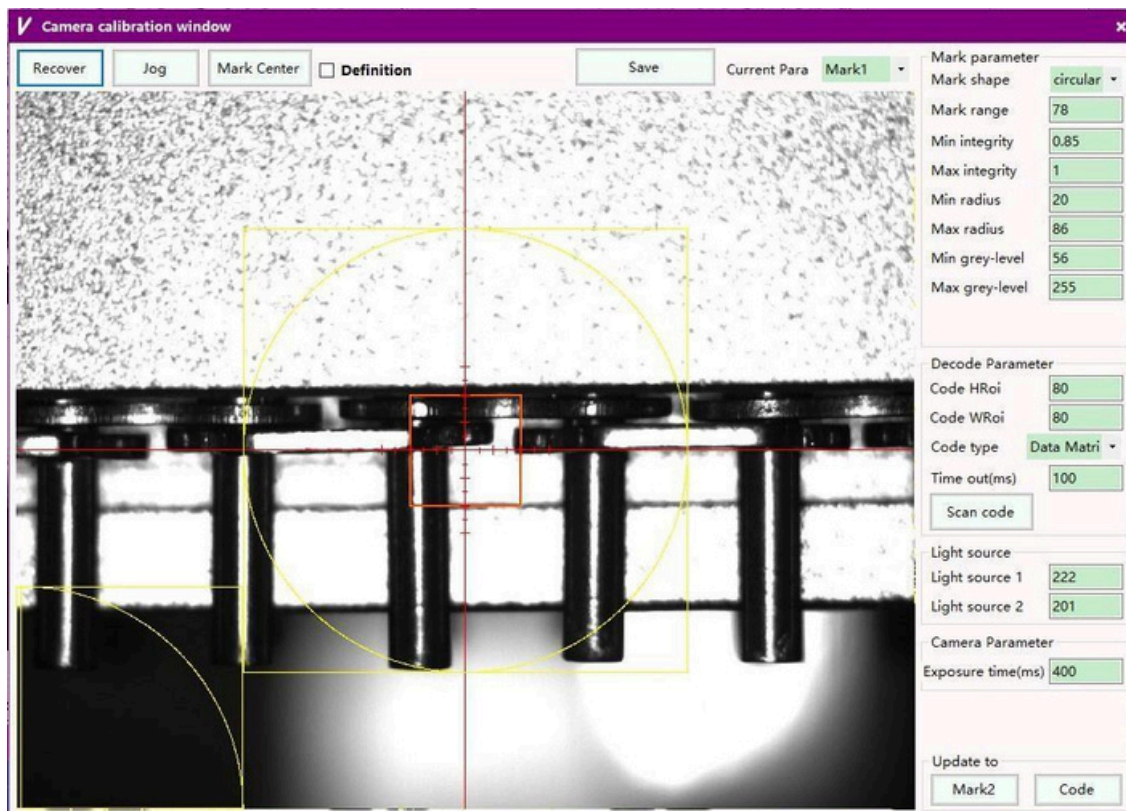 Camera calibration window
Recover Jog Mark Center Definition Save Current Para Mark1
Mark parameter
Mark shape circular
Mark range 78
Min integrity 0.85
Max integrity 1
Min radius 20
Max radius 86
Min grey-level 56
Max grey-level 255
Decode Parameter
Code HRoi 80
Code WRoi 80
Code type Data Matri
Time out(ms) 100
Scan code
Light source
Light source 1 222
Light source 2 201
Camera Parameter
Exposure time(ms) 400
Update to
Mark2 Code